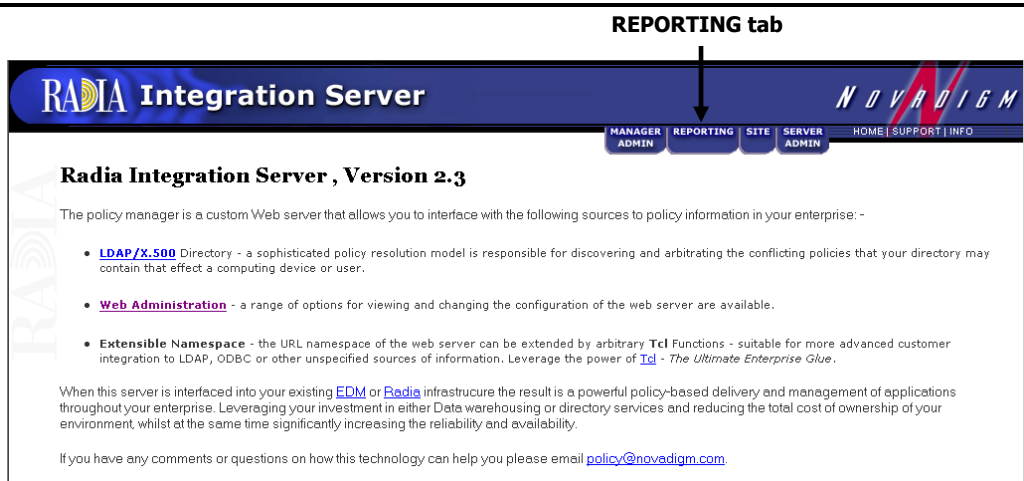 REPORTING tab
RADIA Integration Server
NOVADIGM
MANAGER ADMIN
REPORTING
SITE
SERVER ADMIN
HOME | SUPPORT | INFO
RADIA
Radia Integration Server , Version 2.3
The policy manager is a custom Web server that allows you to interface with the following sources to policy information in your enterprise: -
• LDAP/X.500 Directory - a sophisticated policy resolution model is responsible for discovering and arbitrating the conflicting policies that your directory may
contain that effect a computing device or user.
• Web Administration - a range of options for viewing and changing the configuration of the web server are available.
• Extensible Namespace - the URL namespace of the web server can be extended by arbitrary Tcl Functions - suitable for more advanced customer
integration to LDAP, ODBC or other unspecified sources of information. Leverage the power of Tcl - The Ultimate Enterprise Glue.
When this server is interfaced into your existing EDM or Radia infrastrucure the result is a powerful policy-based delivery and management of applications
throughout your enterprise. Leveraging your investment in either Data warehousing or directory services and reducing the total cost of ownership of your
environment, whilst at the same time significantly increasing the reliability and availability.
If you have any comments or questions on how this technology can help you please email policy@novadigm.com.